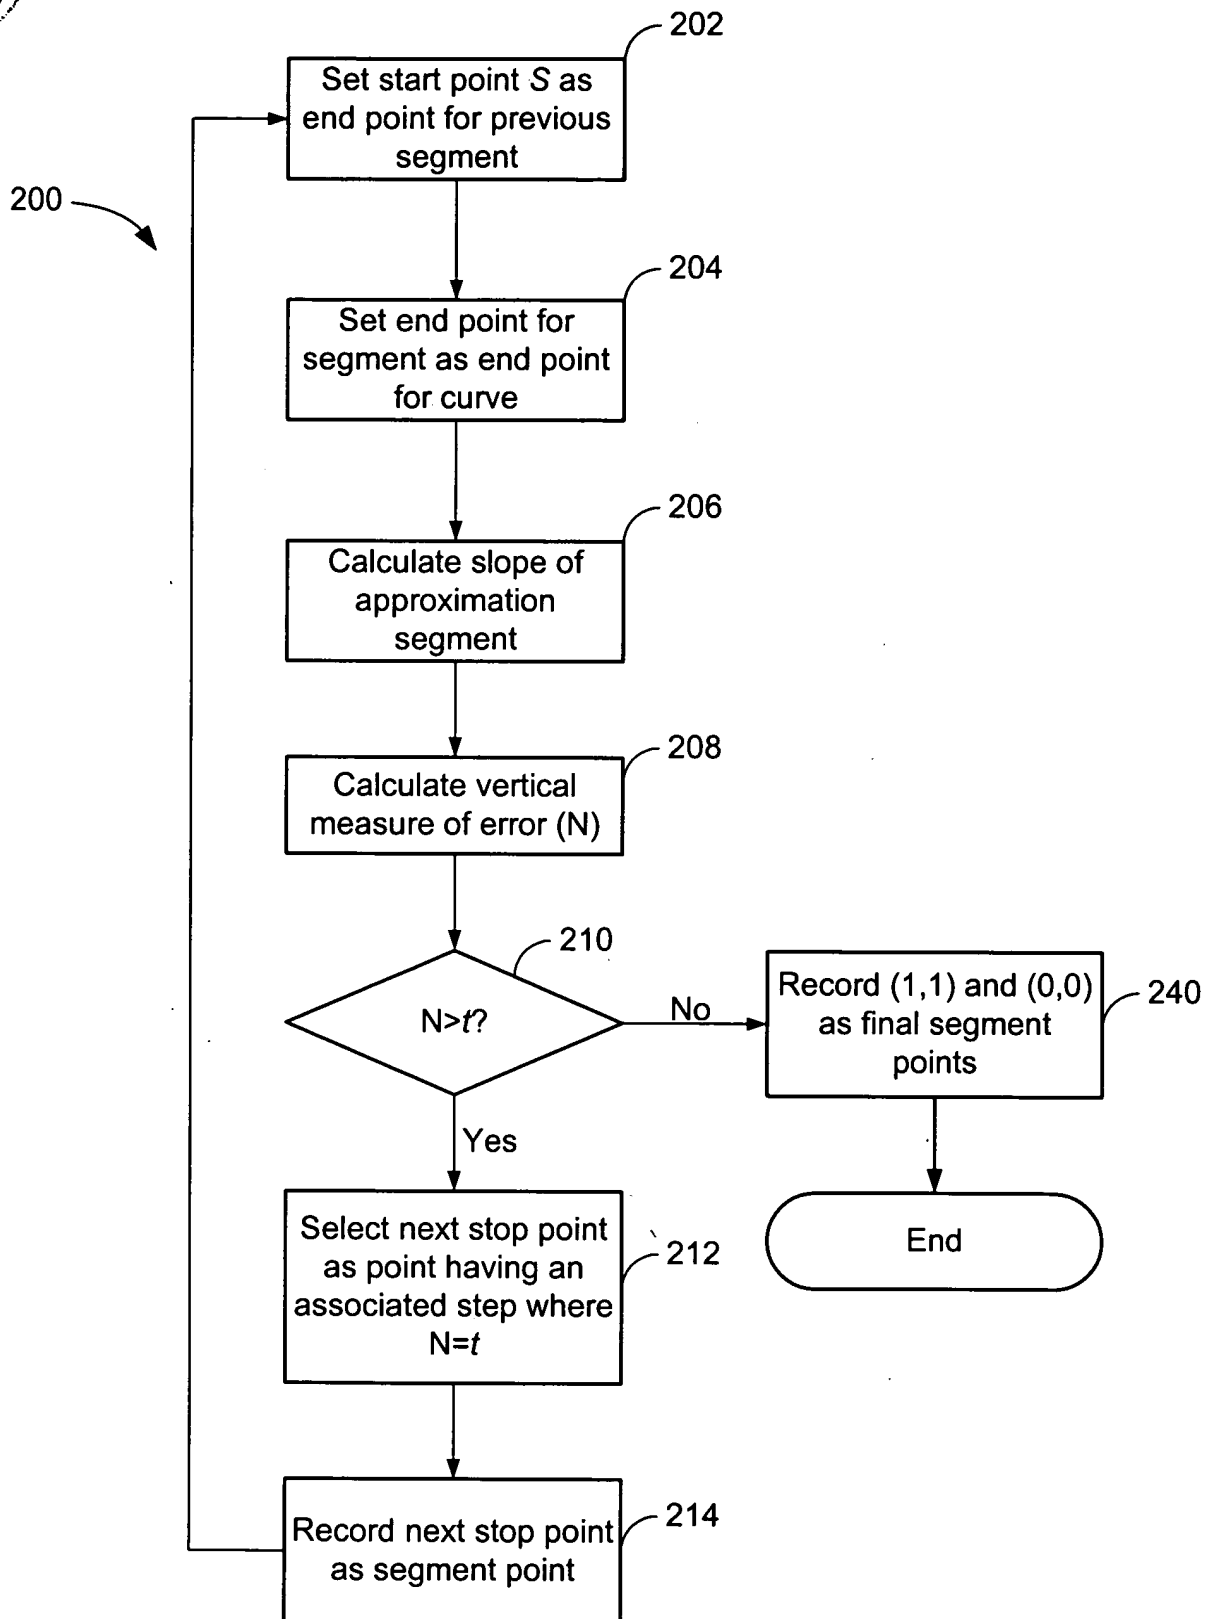 202
Set start point S as
end point for previous
segment
200
204
Set end point for
segment as end point
for curve
206
Calculate slope of
approximation
segment
208
Calculate vertical
measure of error (N)
210
N>t?
No
Record (1,1) and (0,0)
as final segment
points
240
Yes
End
Select next stop point
as point having an
associated step where
N=t
212
Record next stop point
as segment point
214